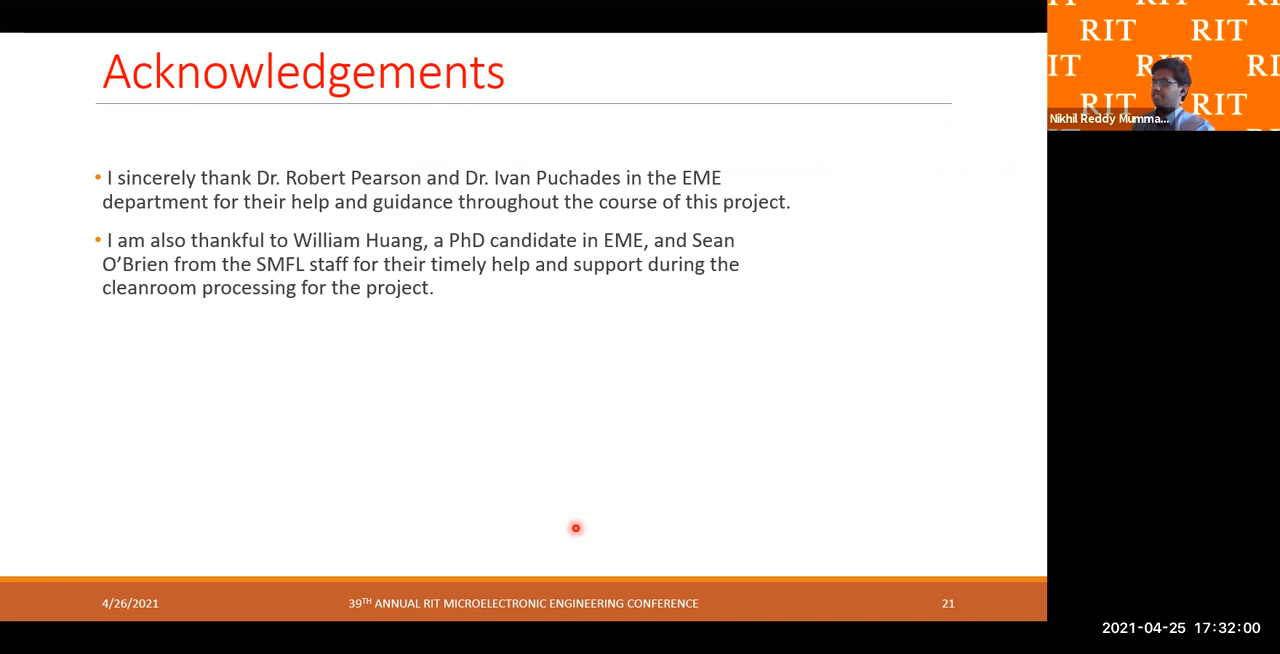 Acknowledgements
• I sincerely thank Dr. Robert Pearson and Dr. Ivan Puchades in the EME
department for their help and guidance throughout the course of this project.
• I am also thankful to William Huang, a PhD candidate in EME, and Sean
O’Brien from the SMFL staff for their timely help and support during the
cleanroom processing for the project.
4/26/2021
39TH ANNUAL RIT MICROELECTRONIC ENGINEERING CONFERENCE
21
RIT RIT
RIT
RIT RIT
Nikhil Reddy Mumma...
2021-04-25 17:32:00